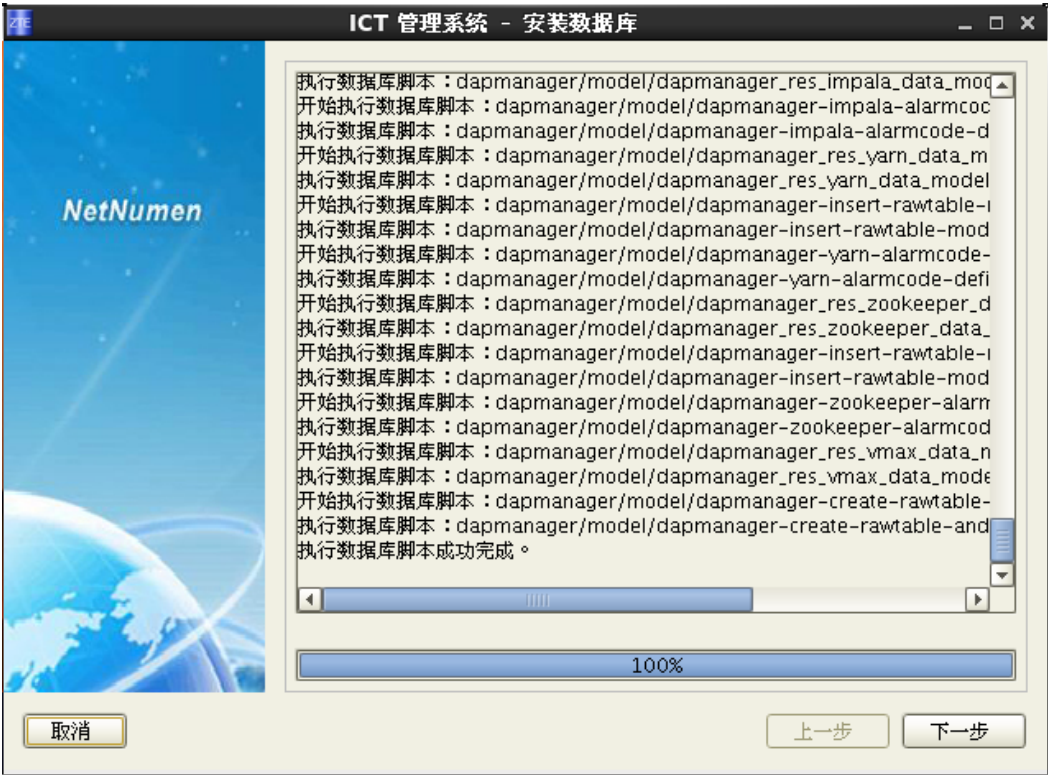 ZTE
ICT 管理系统 - 安装数据库
NetNumen
执行数据库脚本：dapmanager/model/dapmanager_res_impala_data_mod
开始执行数据库脚本：dapmanager/model/dapmanager-impala-alarmcod
执行数据库脚本：dapmanager/model/dapmanager-impala-alarmcode-d
开始执行数据库脚本：dapmanager/model/dapmanager_res_yarn_data_m
执行数据库脚本：dapmanager/model/dapmanager_res_yarn_data_model
开始执行数据库脚本：dapmanager/model/dapmanager-insert-rawtable-
执行数据库脚本：dapmanager/model/dapmanager-insert-rawtable-mod
开始执行数据库脚本：dapmanager/model/dapmanager-yarn-alarmcode-
执行数据库脚本：dapmanager/model/dapmanager-yarn-alarmcode-defi
开始执行数据库脚本：dapmanager/model/dapmanager_res_zookeeper_d
执行数据库脚本：dapmanager/model/dapmanager_res_zookeeper_data_
开始执行数据库脚本：dapmanager/model/dapmanager-insert-rawtable-
执行数据库脚本：dapmanager/model/dapmanager-insert-rawtable-mod
开始执行数据库脚本：dapmanager/model/dapmanager-zookeeper-alarm
执行数据库脚本：dapmanager/model/dapmanager-zookeeper-alarmcod
开始执行数据库脚本：dapmanager/model/dapmanager_res_vmax_data_m
执行数据库脚本：dapmanager/model/dapmanager_res_vmax_data_mode
开始执行数据库脚本：dapmanager/model/dapmanager-create-rawtable-
执行数据库脚本：dapmanager/model/dapmanager-create-rawtable-and
执行数据库脚本成功完成。
100%
取消
上一步
下一步